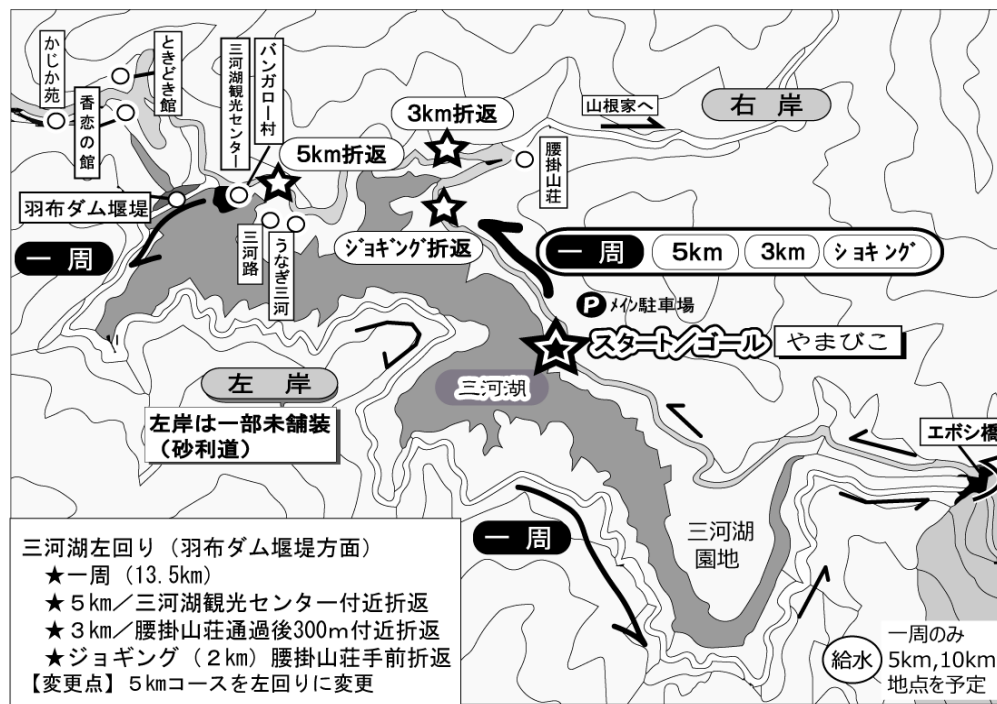 かじか苑
香恋の館
ときどき館
三河湖観光センター
バンガロー村
3km折返
5km折返
山根家へ
右岸
腰掛山荘
羽布ダム堰堤
一周
三河路
うなぎ三河
ｼﾞｮｷﾞﾝｸﾞ折返
一周 5km 3km ｼﾞｮｷﾝｸﾞ
P ﾒｲﾝ駐車場
スタート／ゴール やまびこ
三河湖
左岸
左岸は一部未舗装
（砂利道）
エボシ橋
一周
三河湖
園地
三河湖左回り（羽布ダム堰堤方面）
★一周（13.5km）
★５km／三河湖観光センター付近折返
★３km／腰掛山荘通過後300ｍ付近折返
★ジョギング（２km）腰掛山荘手前折返
【変更点】５kmコースを左回りに変更
給水
一周のみ
5km,10km
地点を予定